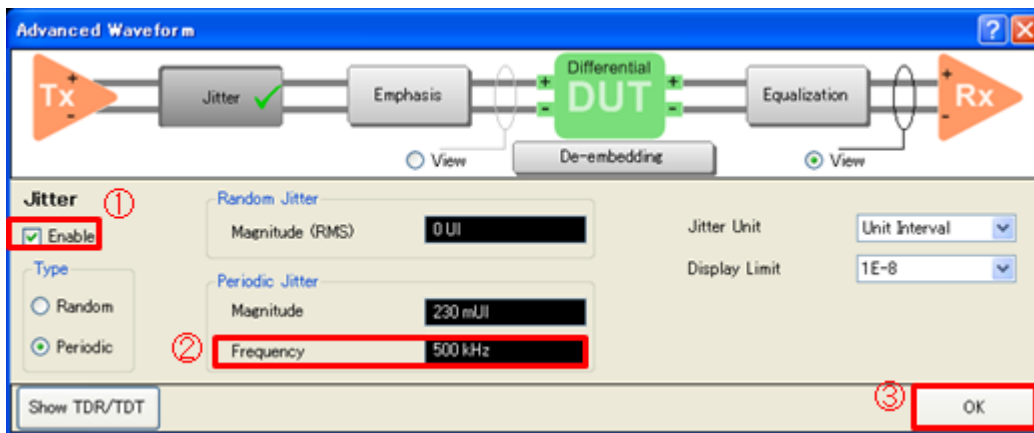 Advanced Waveform
Tx
+
-
Jitter
Emphasis
Differential
DUT
+
-
+
-
Equalization
Rx
+
-
View
De-embedding
View
Jitter
①
Enable
Type
Random
Periodic
Random Jitter
Magnitude (RMS)
0 UI
Periodic Jitter
Magnitude
230 mUI
②
Frequency
500 kHz
Jitter Unit
Unit Interval
Display Limit
1E-8
Show TDR/TDT
③
OK